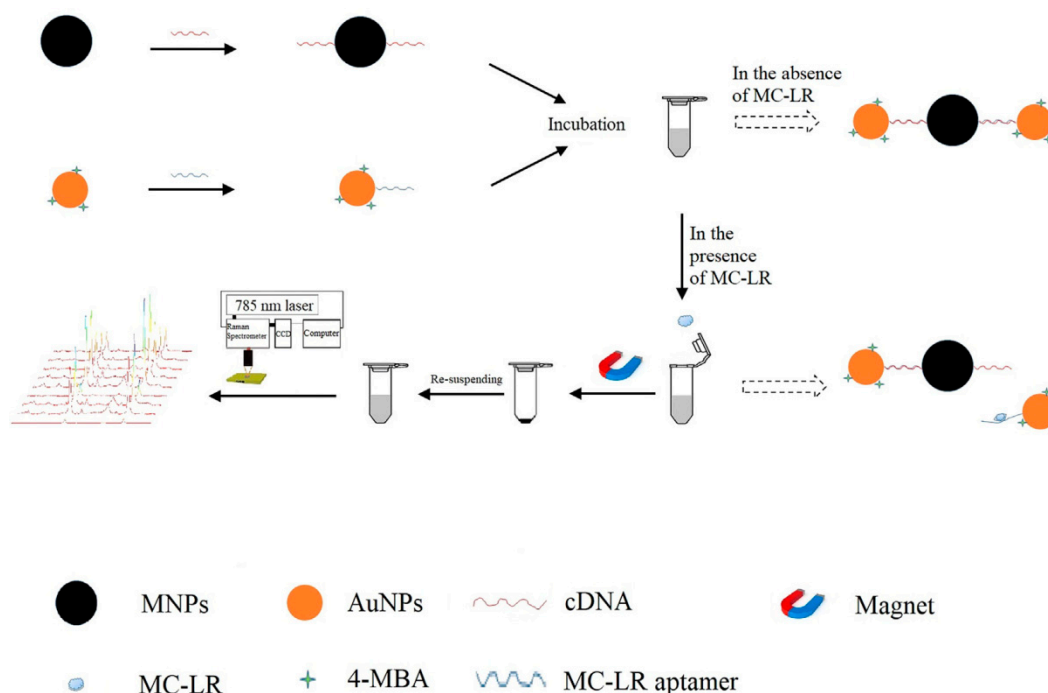 In the absence
of MC-LR
Incubation
In the
presence
of MC-LR
785 nm laser
Raman
Spectrometer
CCD
Computer
Re-suspending
MNPs
AuNPs
cDNA
Magnet
MC-LR
4-MBA
MC-LR aptamer